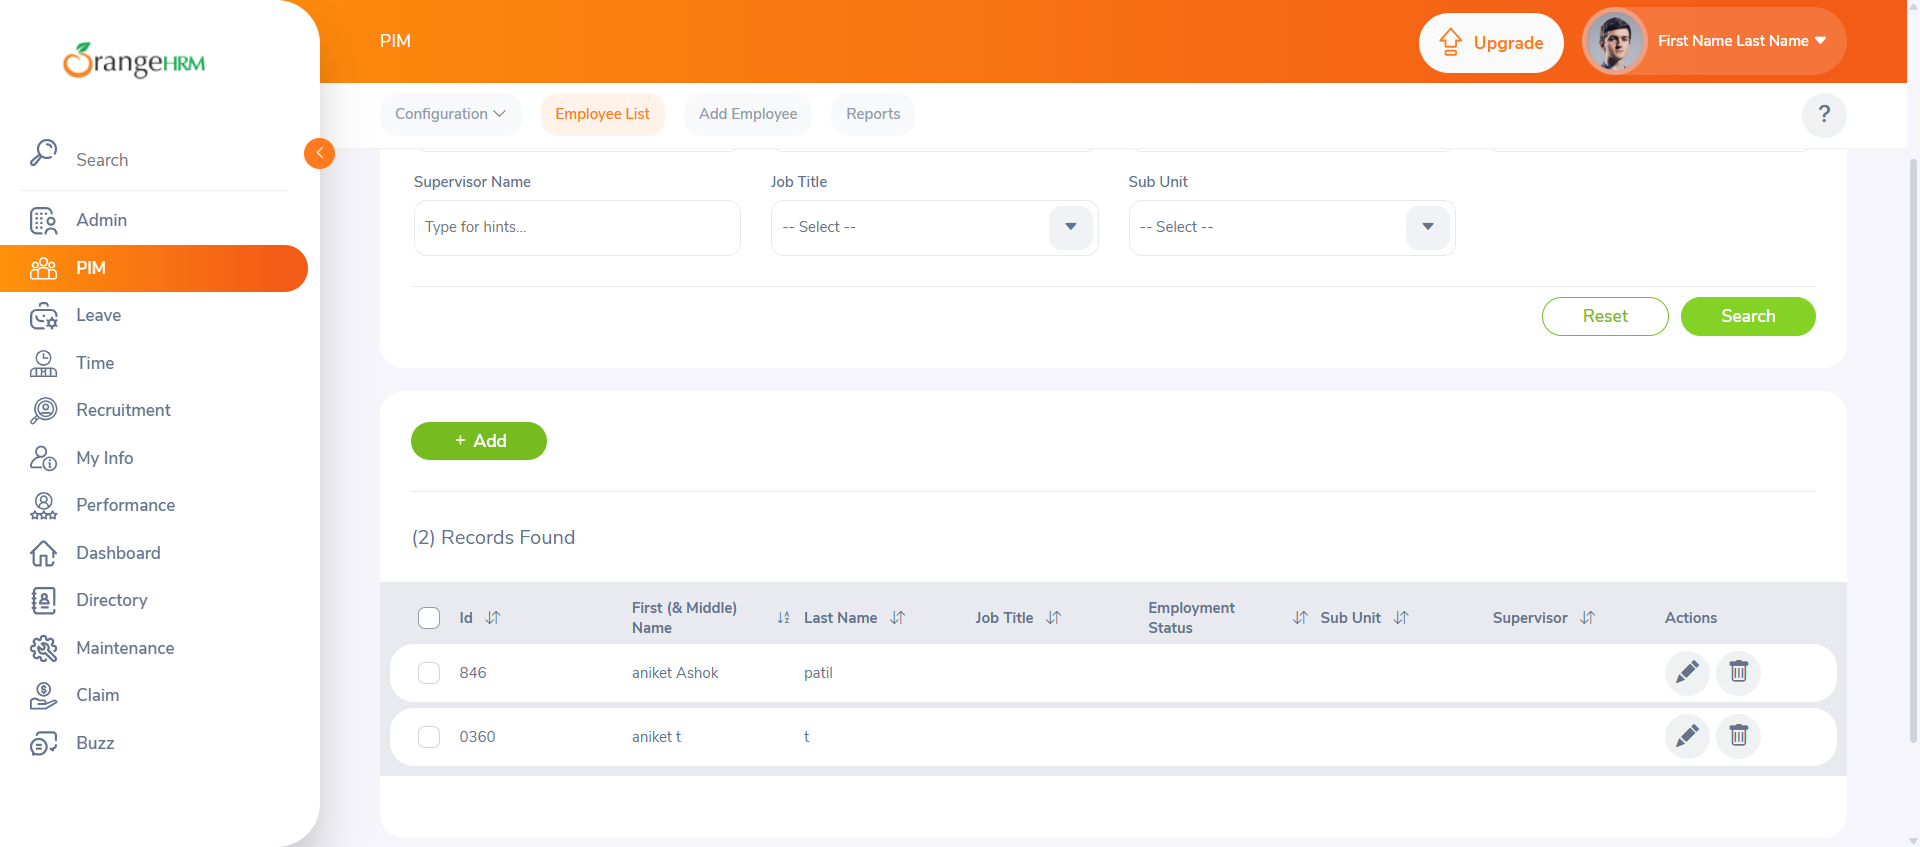 OrangeHRM
PIM
Upgrade
First Name Last Name
Configuration
Employee List
Add Employee
Reports
?
Search
Admin
PIM
Leave
Time
Recruitment
My Info
Performance
Dashboard
Directory
Maintenance
Claim
Buzz
Supervisor Name
Job Title
Sub Unit
Type for hints...
-- Select --
-- Select --
Reset
Search
+ Add
(2) Records Found
Id
First (& Middle)
Name
Last Name
Job Title
Employment
Status
Sub Unit
Supervisor
Actions
846
aniket Ashok
patil
0360
aniket t
t